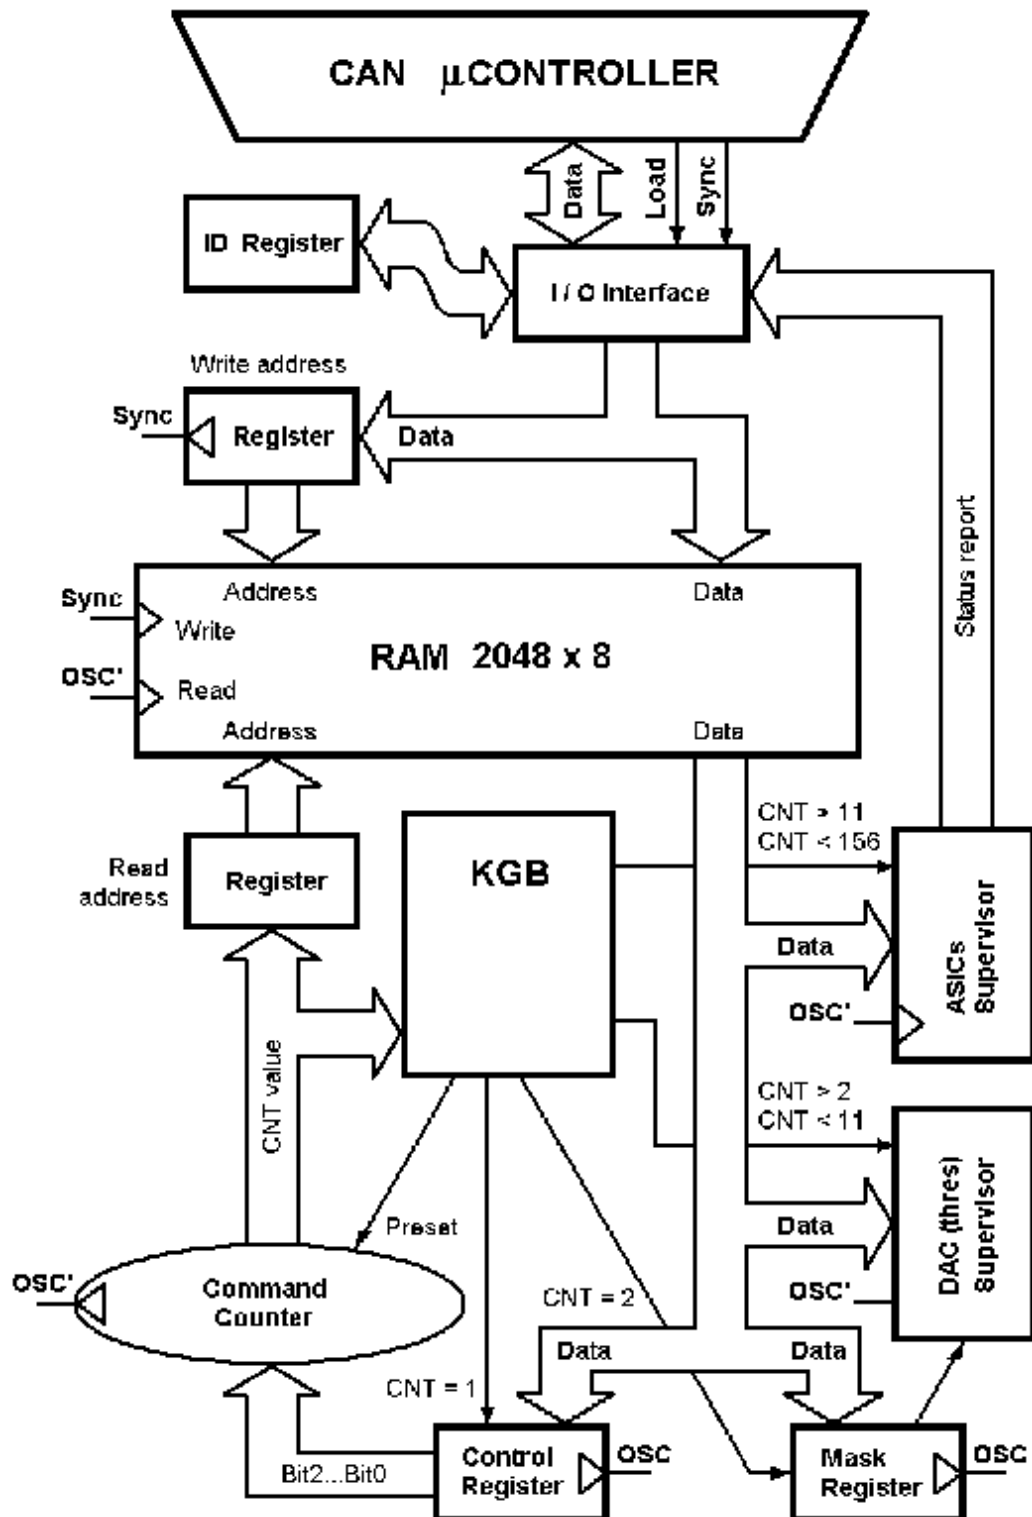 CAN µCONTROLLER
Data
Load
Sync
ID Register
I / O Interface
Write address
Sync
Register
Data
Status report
Address
Data
Sync
Write
RAM 2048 x 8
OSC'
Read
Address
Data
CNT > 11
CNT < 156
KGB
Read
address
Register
Data
ASICs
Supervisor
OSC'
CNT value
CNT > 2
CNT < 11
DAC (thres)
Supervisor
Preset
Data
OSC'
OSC'
Command
Counter
CNT = 2
Data
Data
CNT = 1
Bit2...Bit0
Control
Register
OSC
Mask
Register
OSC